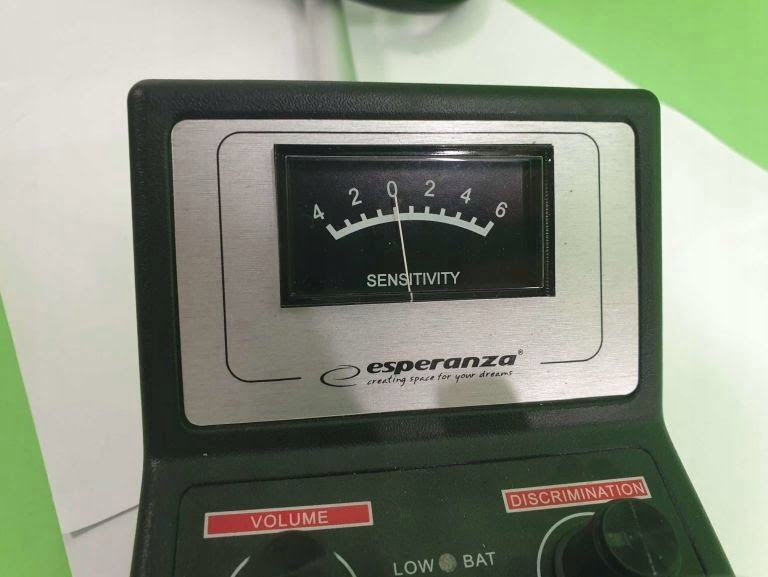 4 2 0 2 4 6
SENSITIVITY
esperanza®
creating space for your dreams
VOLUME
DISCRIMINATION
LOW BAT